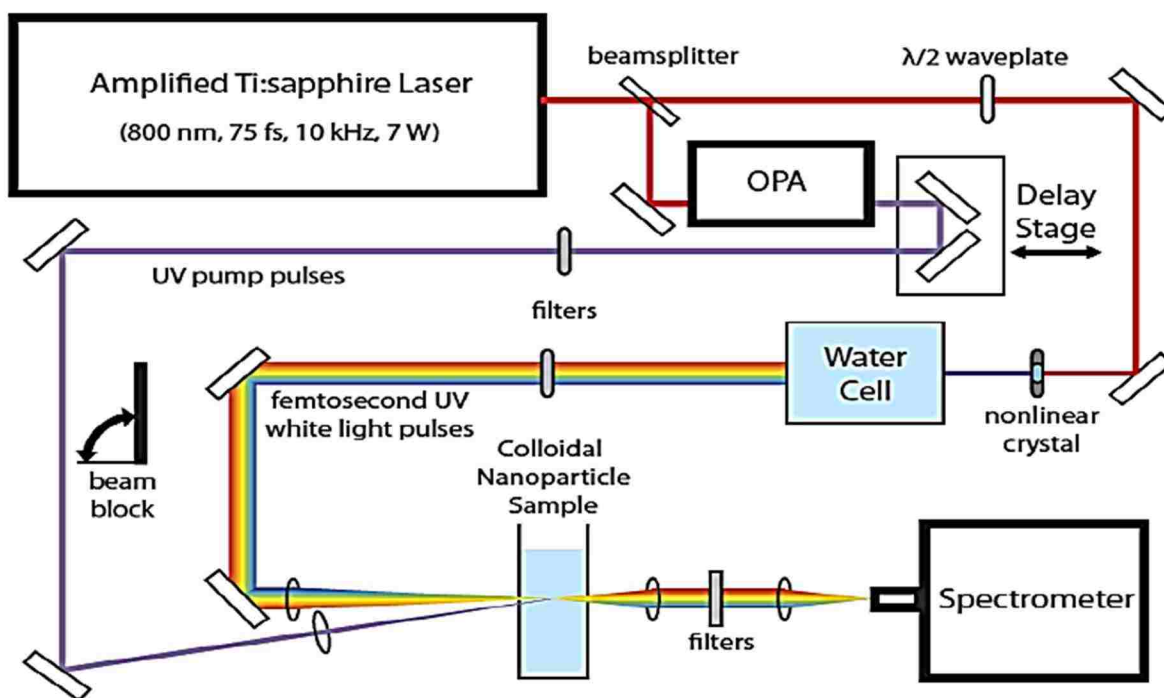 Amplified Ti:sapphire Laser
(800 nm, 75 fs, 10 kHz, 7 W)
beamsplitter
λ/2 waveplate
OPA
Delay
Stage
UV pump pulses
filters
Water
Cell
nonlinear
crystal
femtosecond UV
white light pulses
beam
block
Colloidal
Nanoparticle
Sample
filters
Spectrometer